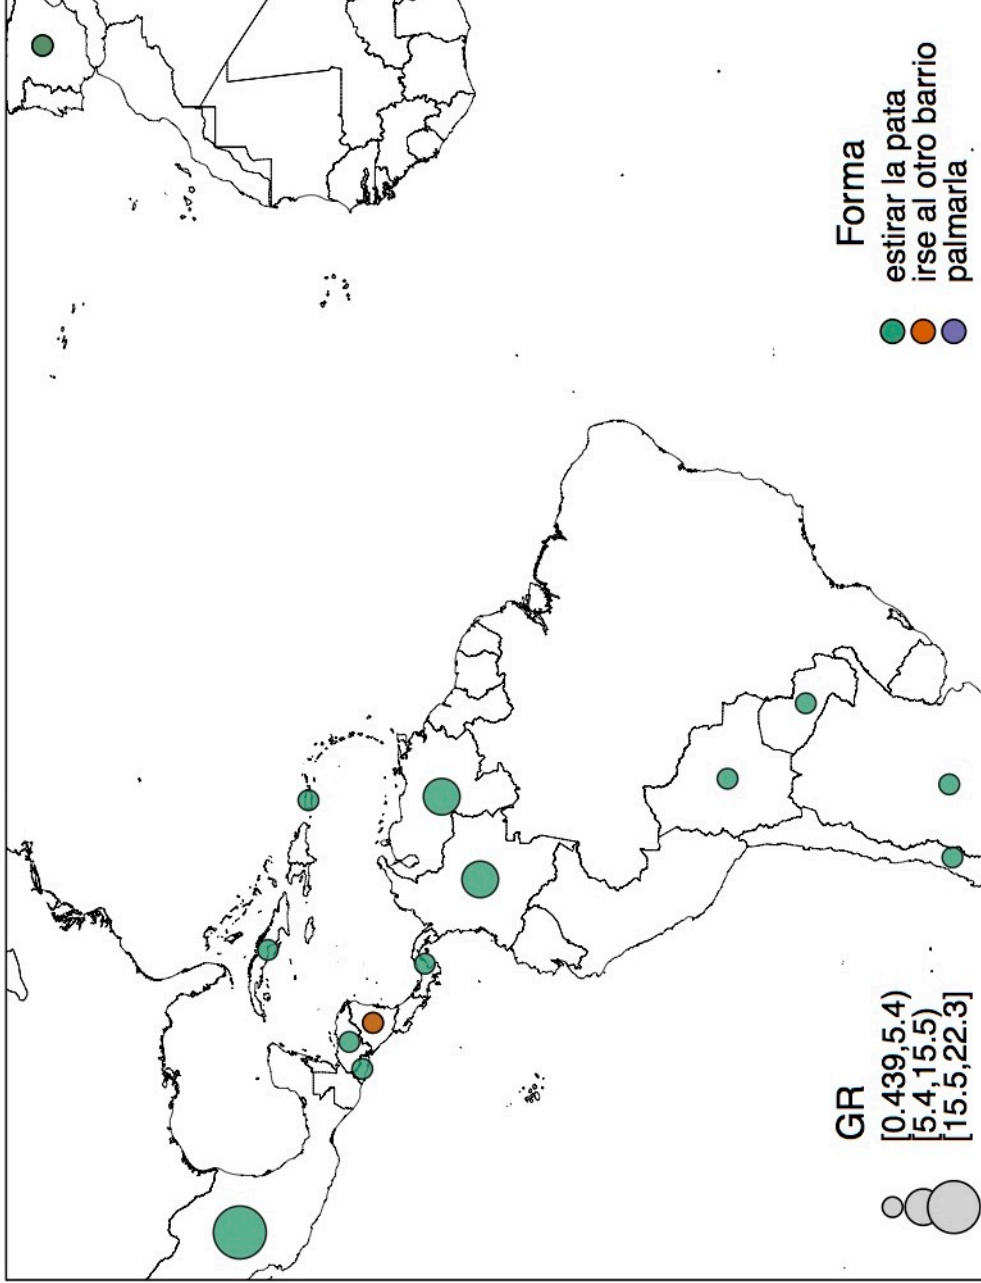 GR
[0.439,5.4)
[5.4,15.5)
[15.5,22.3]
Forma
estirar la pata
irse al otro barrio
palmarla